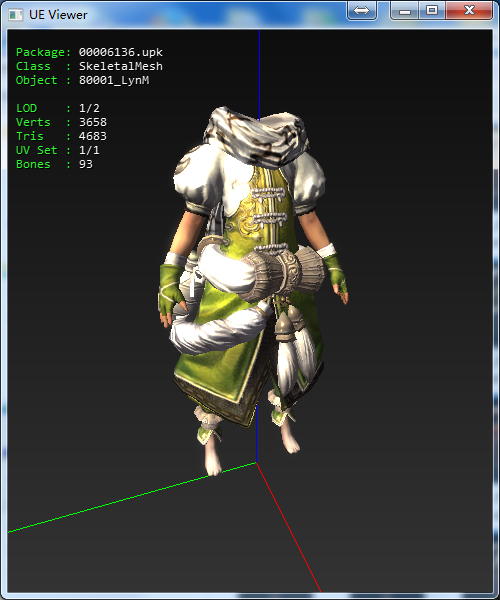 UE Viewer
Package: 00006136.upk
Class : SkeletalMesh
Object : 80001_LynM
LOD : 1/2
Verts : 3658
Tris : 4683
UV Set : 1/1
Bones : 93